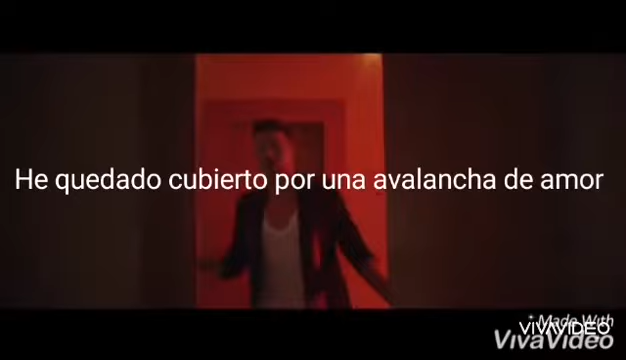 He quedado cubierto por una avalancha de amor
* Made With
VIVAVIDEO
VivaVideo